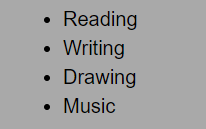 • Reading
• Writing
• Drawing
• Music